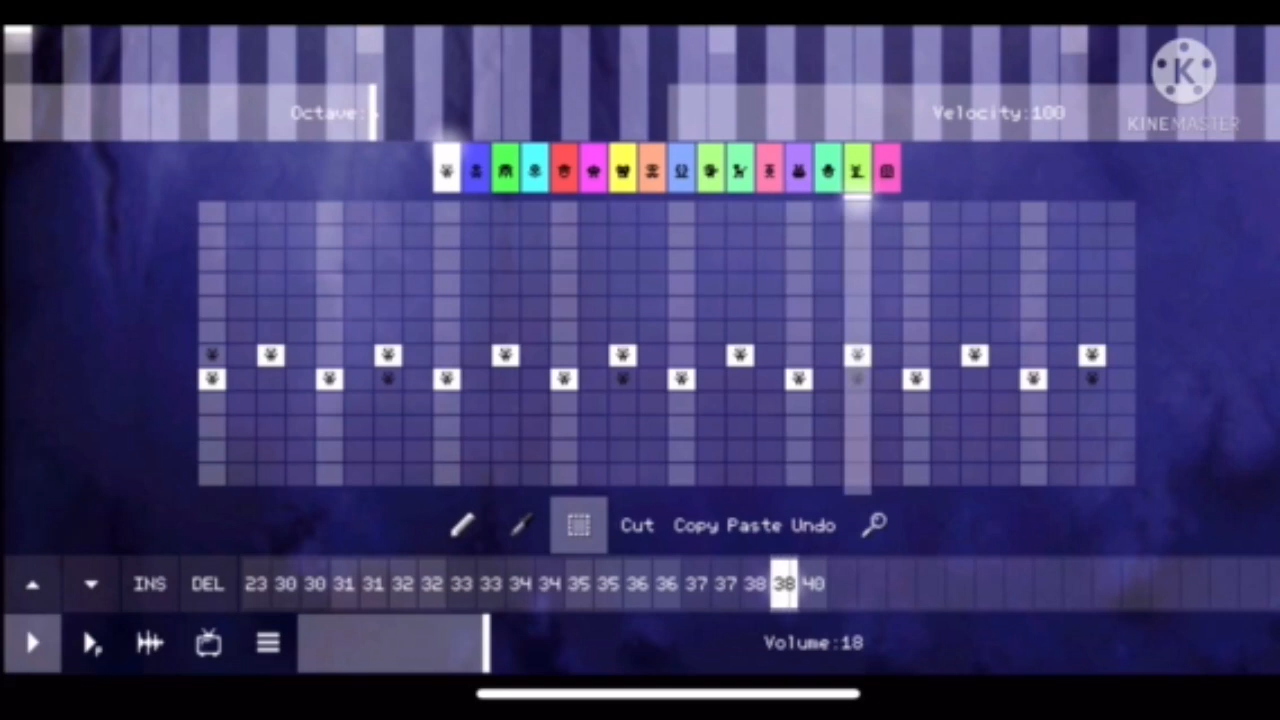 Octave:
Velocity:100
K
KINEMASTER
Cut Copy Paste Undo
INS DEL 23 30 30 31 31 32 32 33 33 34 34 35 35 36 36 37 37 38 38 40
Volume:18